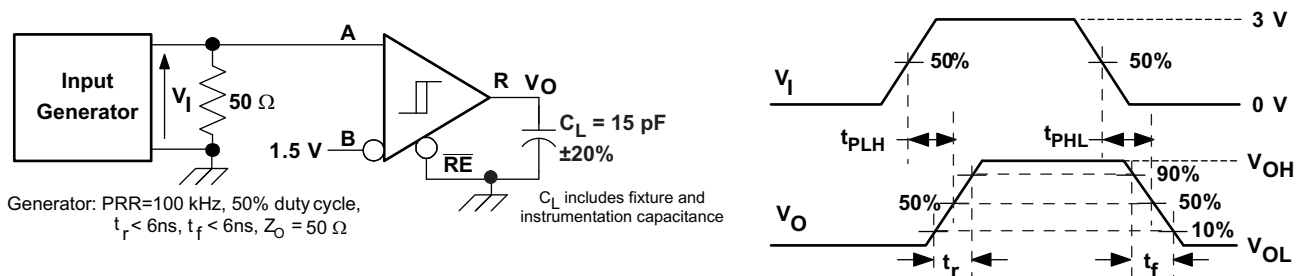 Input
Generator
V_I
50 Ω
A
B
1.5 V
R
V_O
RE
C_L = 15 pF
±20%
Generator: PRR=100 kHz, 50% duty cycle,
t_r < 6ns, t_f < 6ns, Z_O = 50 Ω
C_L includes fixture and
instrumentation capacitance
3 V
V_I
50%
50%
0 V
t_PLH
t_PHL
V_OH
90%
50%
50%
V_O
10%
V_OL
t_r
t_f